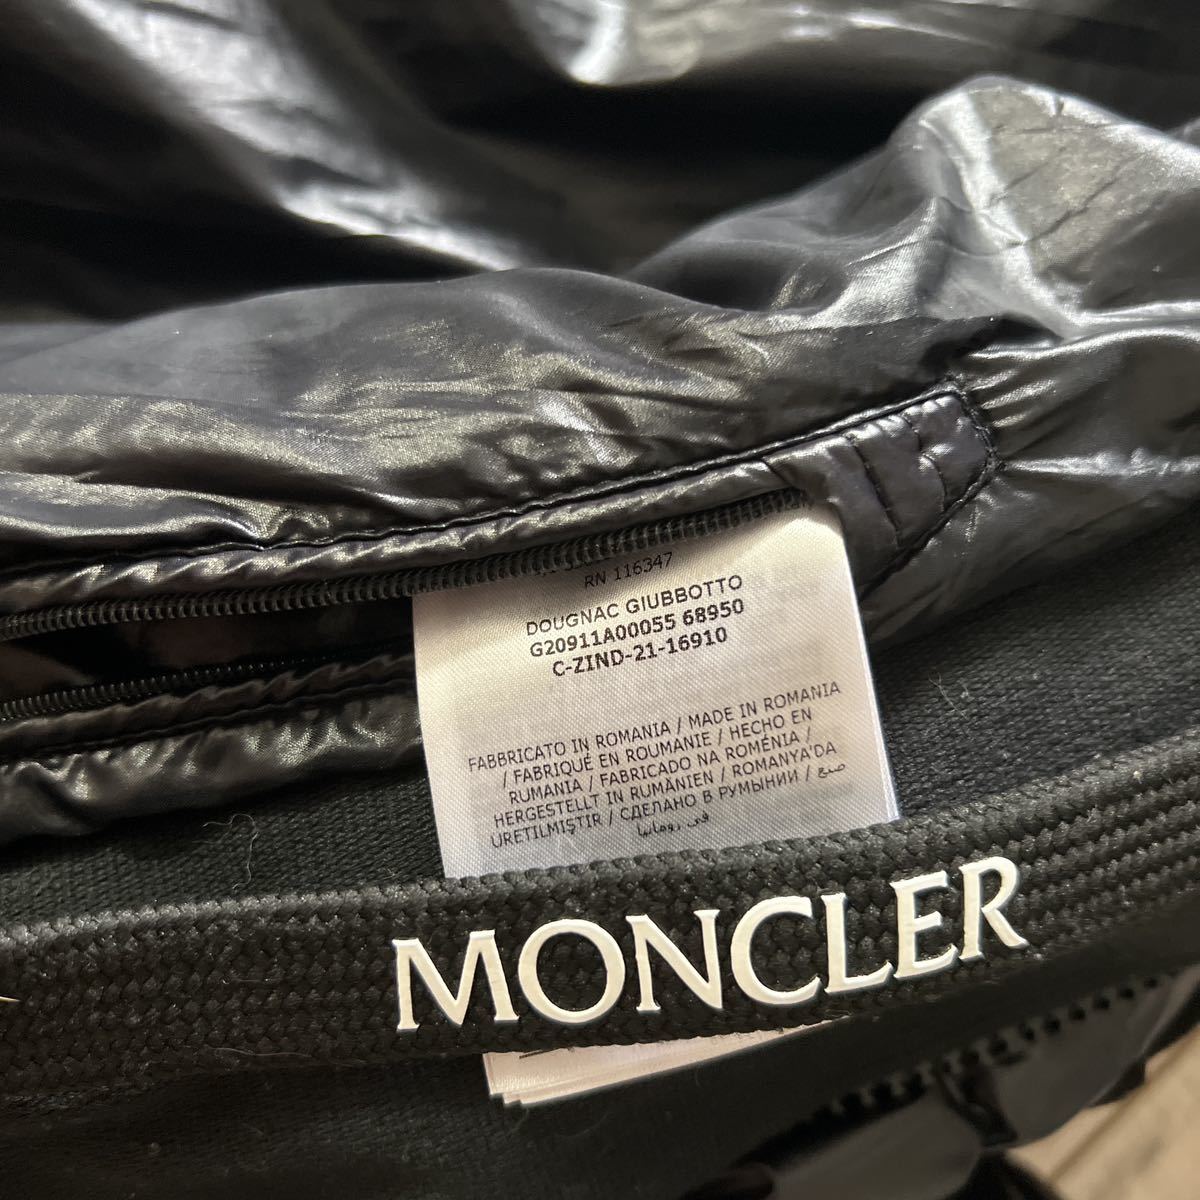 RN 116347
DOUGNAC GIUBBOTTO
G20911A00055 68950
C-ZIND-21-16910
FABBRICATO IN ROMANIA / MADE IN ROMANIA
/ FABRIQUÉ EN ROUMANIE / HECHO EN
RUMANIA / FABRICADO NA ROMÉNIA /
HERGESTELLT IN RUMÄNIEN / ROMANYA'DA
ÜRETILMIŞTIR / СДЕЛАНО В РУМЫНИИ / صنع
في رومانيا
MONCLER